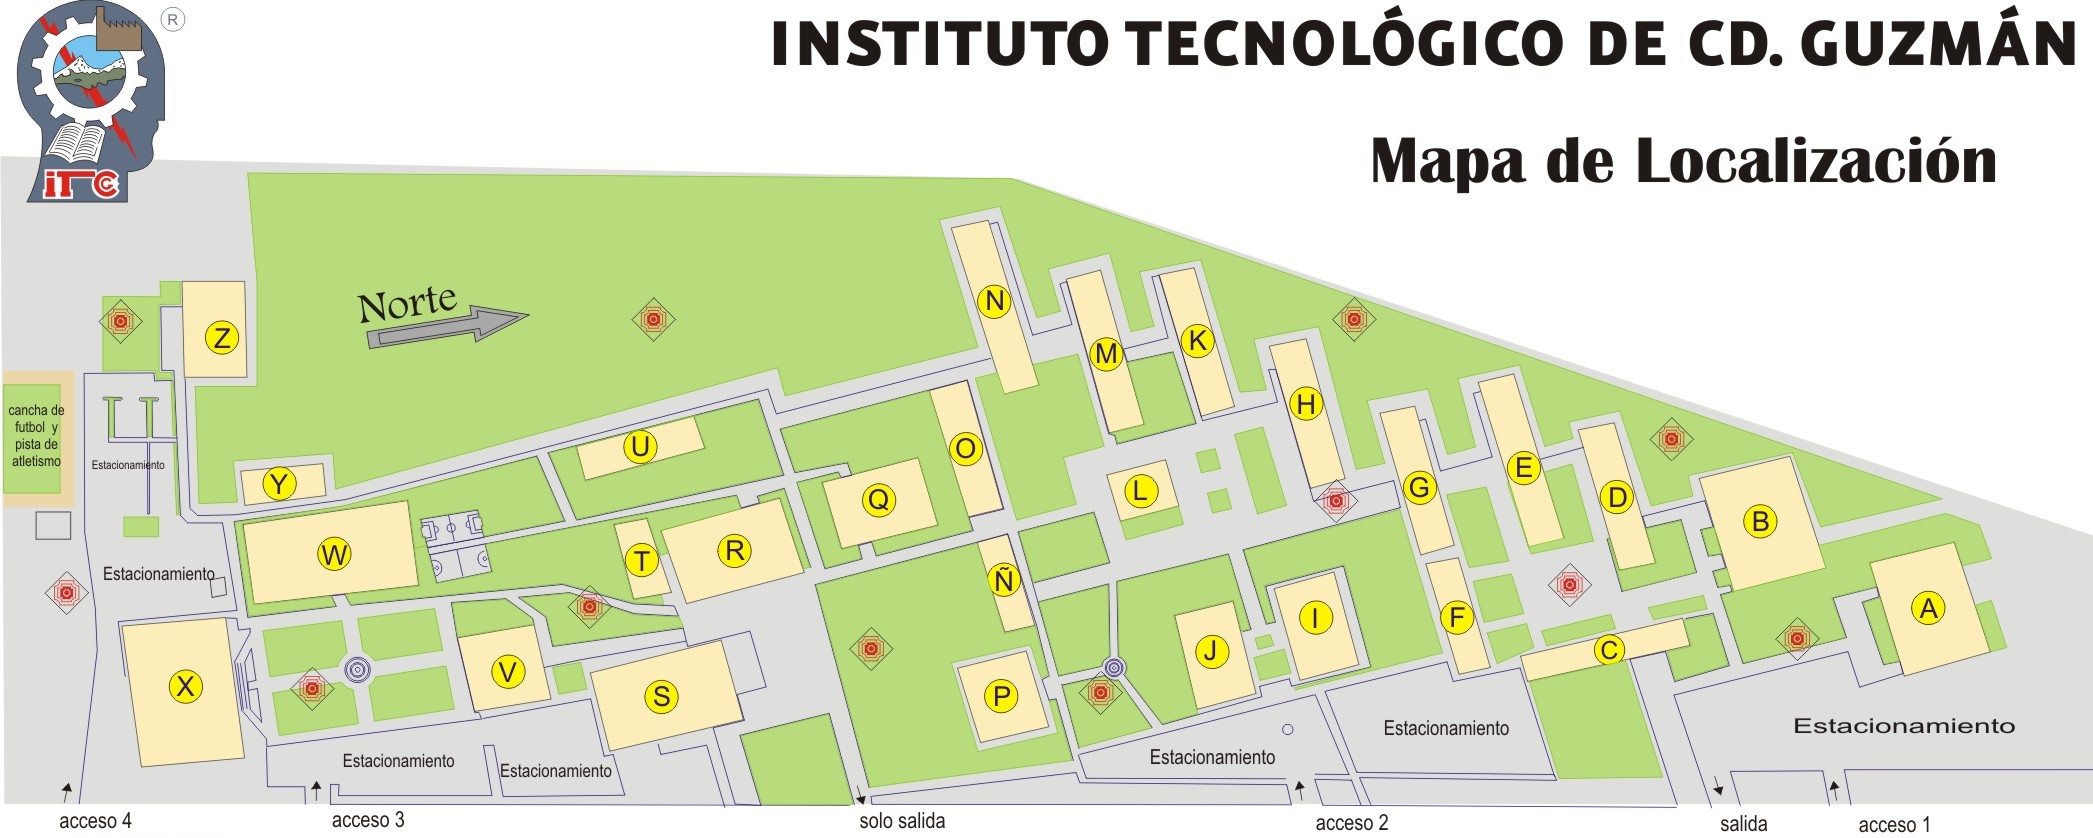 ®
INSTITUTO TECNOLÓGICO DE CD. GUZMÁN
Mapa de Localización
iTCG
Norte
N
Z
M
K
H
cancha de
futbol y
pista de
atletismo
Estacionamiento
U
O
Y
Q
L
G
E
D
B
W
T
R
Ñ
Estacionamiento
I
F
A
X
V
S
P
J
C
Estacionamiento
Estacionamiento
Estacionamiento
Estacionamiento
Estacionamiento
acceso 4
acceso 3
solo salida
acceso 2
salida
acceso 1